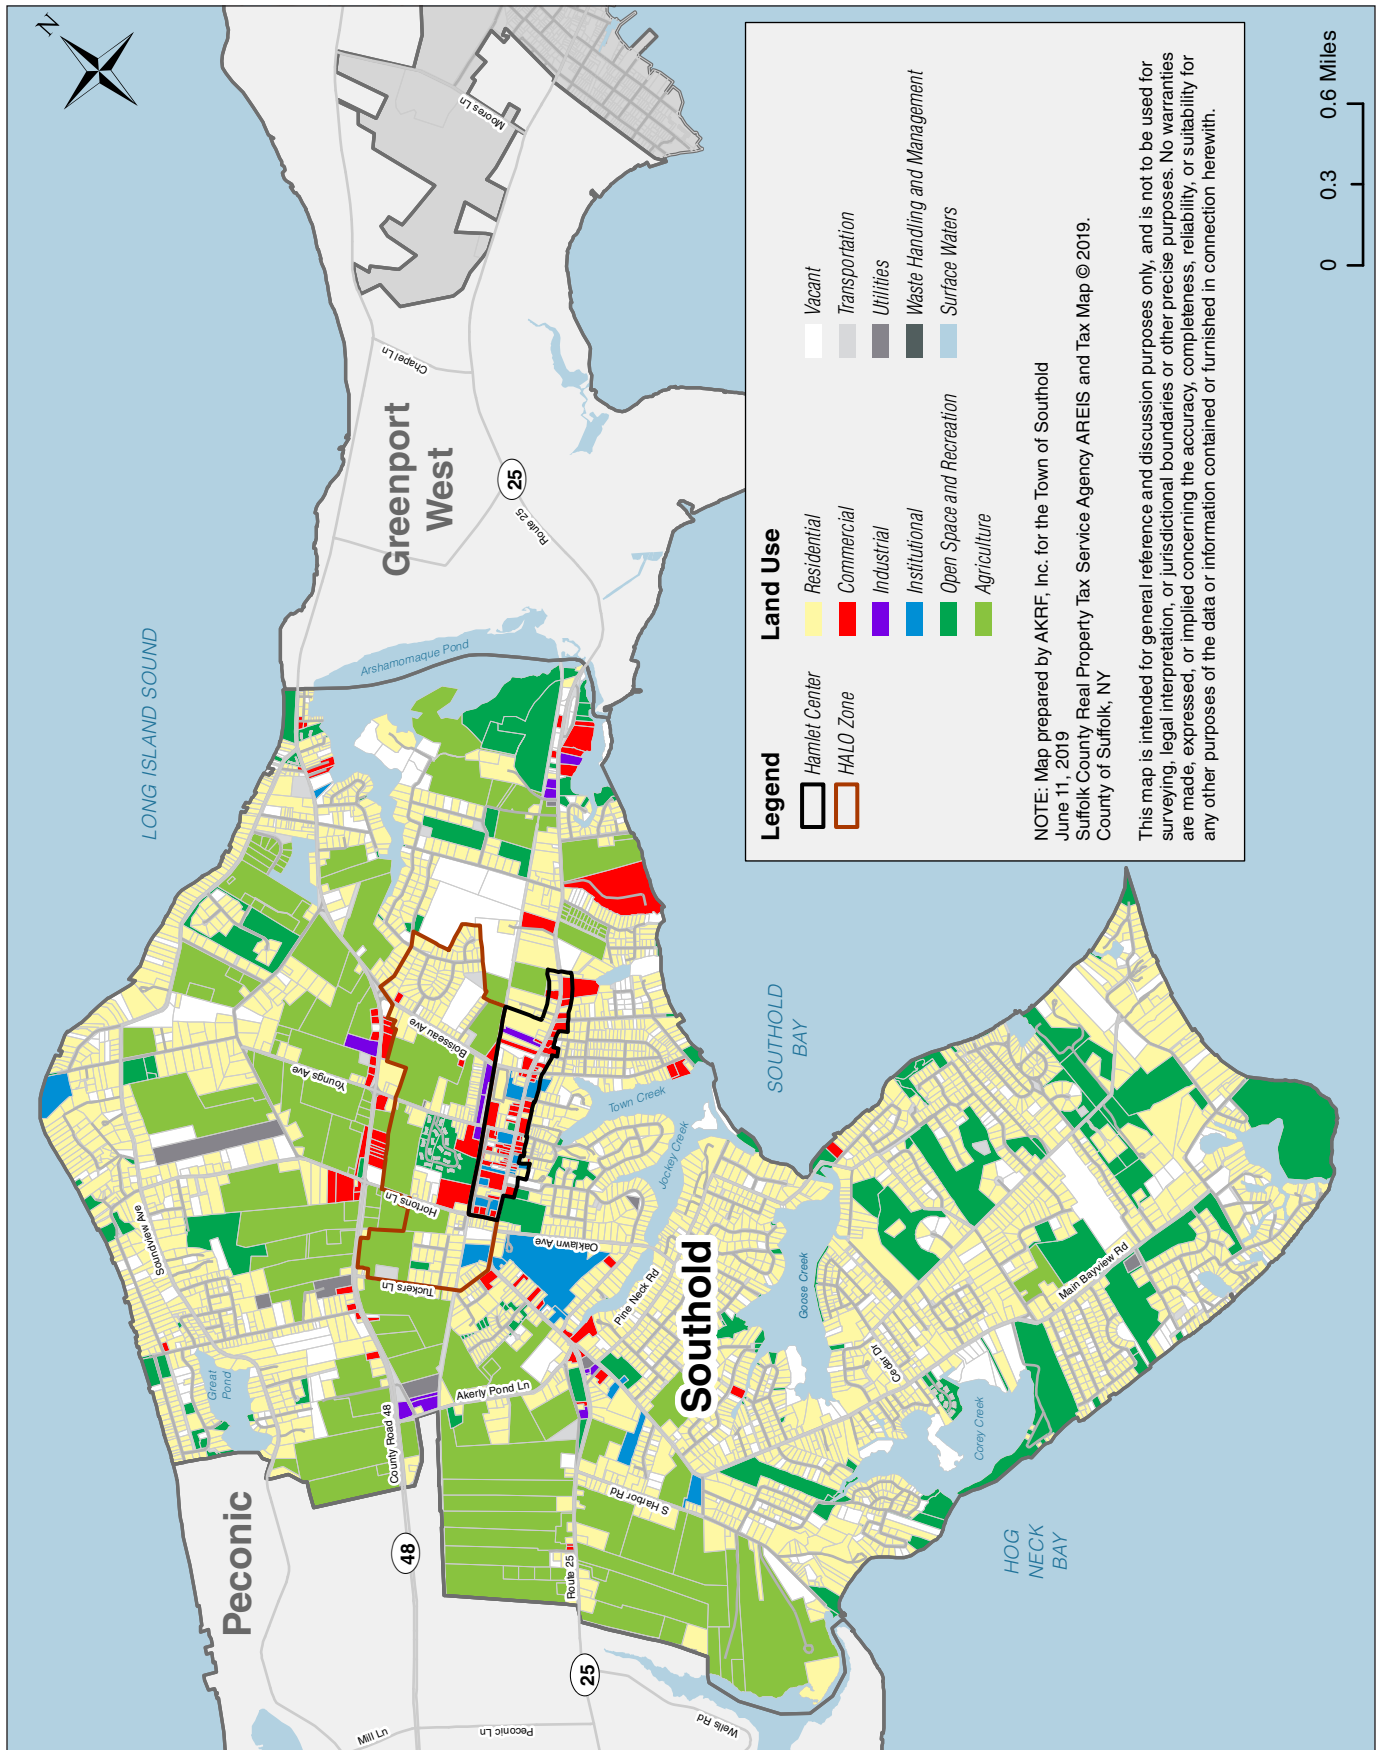 N
LONG ISLAND SOUND
Moores Ln
Chapel Ln
Greenport
West
25
Route 25
Arshamomaque Pond
Youngs Ave
Boisseau Ave
Soundview Ave
Hortons Ln
Tuckers Ln
Oaklawn Ave
Town Creek
Jockey Creek
SOUTHOLD
BAY
Great
Pond
Pine Neck Rd
Southold
Goose Creek
Akerly Pond Ln
County Road 48
Cedar Dr
Main Bayview Rd
Corey Creek
S Harbor Rd
Peconic
48
Route 25
HOG
NECK
BAY
25
Mill Ln
Peconic Ln
Wells Rd
Legend
Hamlet Center
HALO Zone
Land Use
Residential
Commercial
Industrial
Institutional
Open Space and Recreation
Agriculture
Vacant
Transportation
Utilities
Waste Handling and Management
Surface Waters
NOTE: Map prepared by AKRF, Inc. for the Town of Southold
June 11, 2019
Suffolk County Real Property Tax Service Agency AREIS and Tax Map © 2019.
County of Suffolk, NY
This map is intended for general reference and discussion purposes only, and is not to be used for
surveying, legal interpretation, or jurisdictional boundaries or other precise purposes. No warranties
are made, expressed, or implied concerning the accuracy, completeness, reliability, or suitability for
any other purposes of the data or information contained or furnished in connection herewith.
0 0.3 0.6 Miles